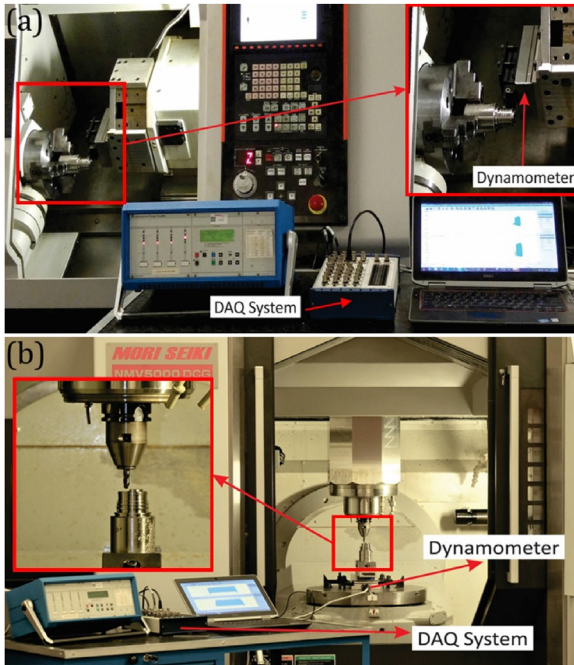 (a)
Dynamometer
Z
DAQ System
(b)
MORI SEIKI
NMV5000 DCG
Dynamometer
DAQ System